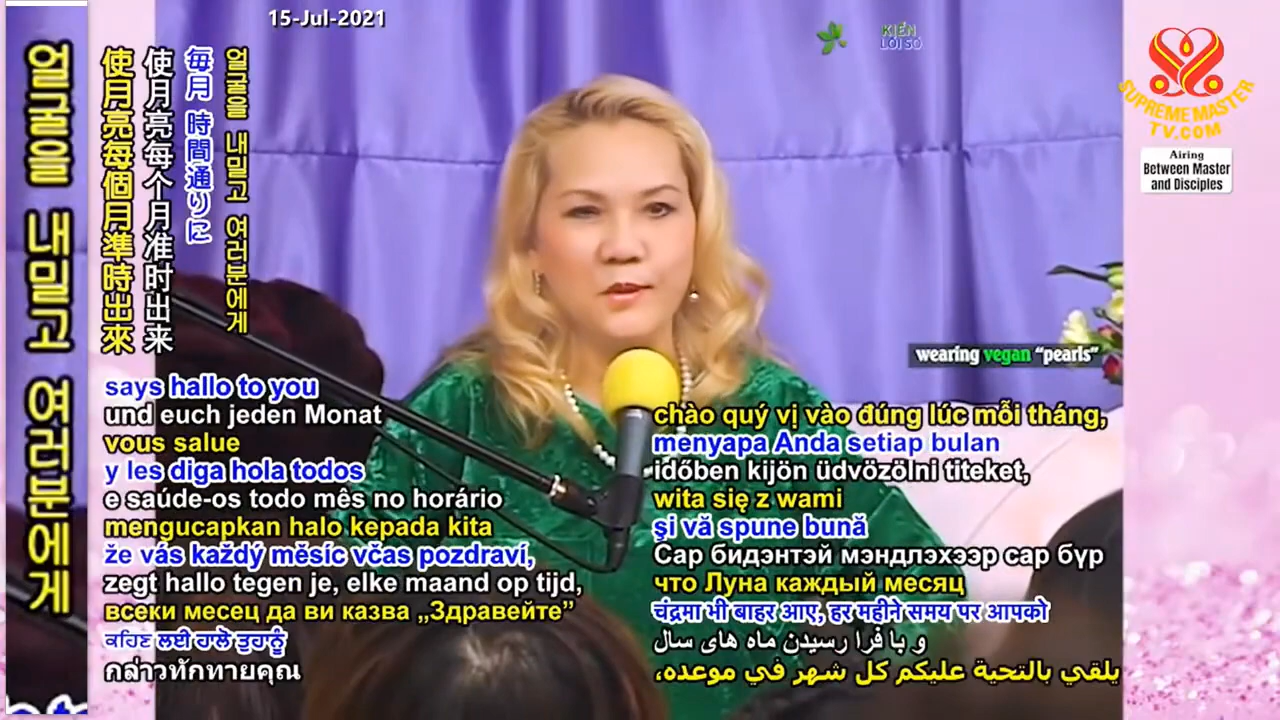 15-Jul-2021
KIẾN
LỢI SỐ
SUPREME MASTER
TV.COM
Airing
Between Master
and Disciples
얼굴을 내밀고 여러분에게
使月亮每個月準時出來
使月亮每个月准时出来
毎月 時間通りに
얼굴을 내밀고 여러분에게
wearing vegan “pearls”
says hallo to you
und euch jeden Monat
vous salue
y les diga hola todos
e saúde-os todo mês no horário
mengucapkan halo kepada kita
že vás každý měsíc včas pozdraví,
zegt hallo tegen je, elke maand op tijd,
всеки месец да ви казва „Здравейте”
ਕਹਿਣ ਲਈ ਹਾਲੋ ਤੁਹਾਨੂੰ
กล่าวทักทายคุณ
chào quý vị vào đúng lúc mỗi tháng,
menyapa Anda setiap bulan
időben kijön üdvözölni titeket,
wita się z wami
și vă spune bună
Сар бидэнтэй мэндлэхээр сар бүр
что Луна каждый месяц
चंद्रमा भी बाहर आए, हर महीने समय पर आपको
و با فرا رسیدن ماه های سال
يلقي بالتحية عليكم كل شهر في موعده،